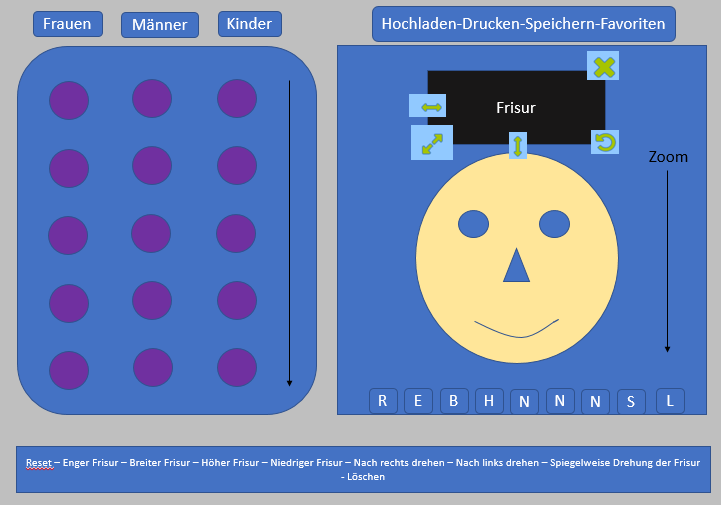 Frauen
Männer
Kinder
Hochladen-Drucken-Speichern-Favoriten
Frisur
Zoom
R E B H N N N S L
Reset – Enger Frisur – Breiter Frisur – Höher Frisur – Niedriger Frisur – Nach rechts drehen – Nach links drehen – Spiegelweise Drehung der Frisur
- Löschen